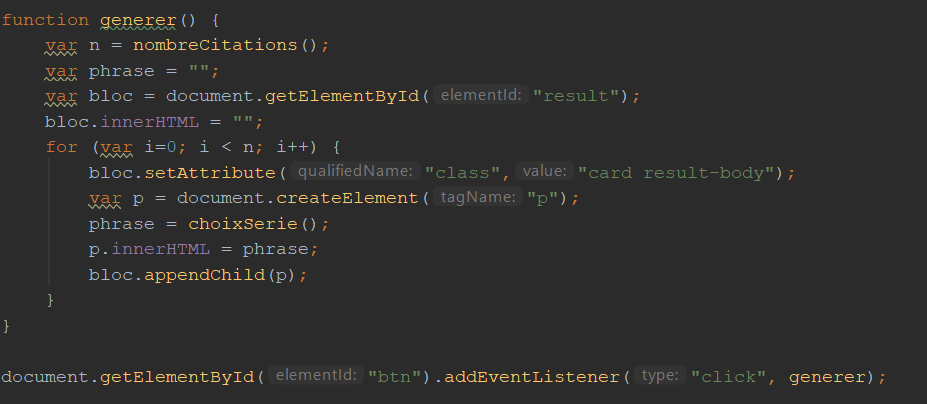 function generer() {
    var n = nombreCitations();
    var phrase = "";
    var bloc = document.getElementById( elementId: "result");
    bloc.innerHTML = "";
    for (var i=0; i < n; i++) {
        bloc.setAttribute( qualifiedName: "class", value: "card result-body");
        var p = document.createElement( tagName: "p");
        phrase = choixSerie();
        p.innerHTML = phrase;
        bloc.appendChild(p);
    }
}
document.getElementById( elementId: "btn").addEventListener( type: "click", generer);